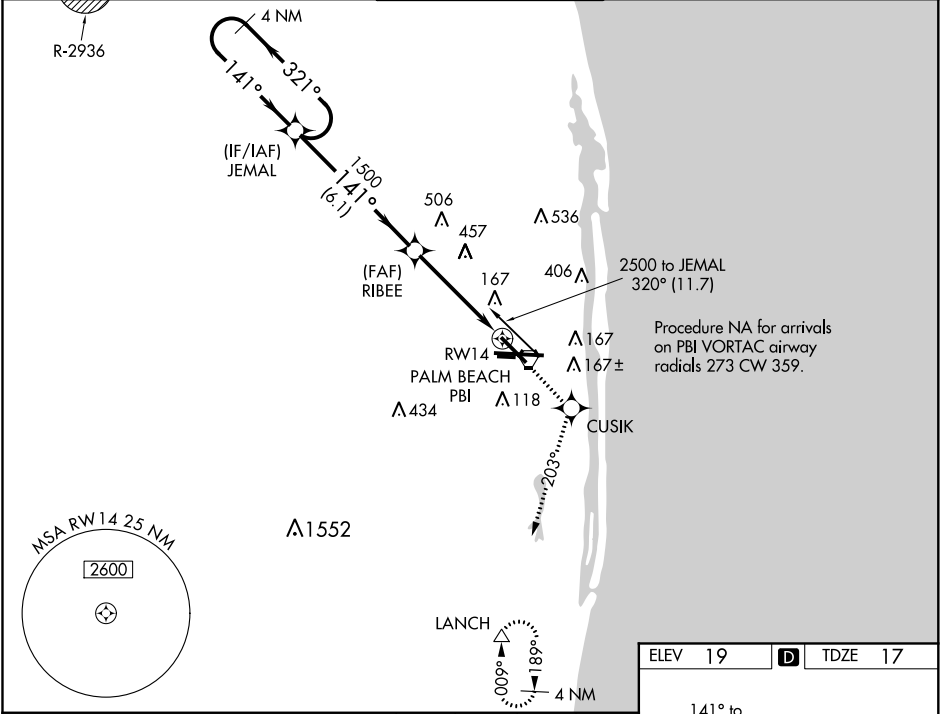 R-2936
4 NM
141°
321°
(IF/IAF)
JEMAL
1500
141°
(6.1)
506
457
536
(FAF)
RIBEE
167
406
2500 to JEMAL
320° (11.7)
RW14
PALM BEACH
PBI
167
167±
Procedure NA for arrivals
on PBI VORTAC airway
radials 273 CW 359.
118
434
CUSIK
203°
1552
MSA RW14 25 NM
2600
LANCH
009°
189°
4 NM
ELEV 19 D TDZE 17
141° to